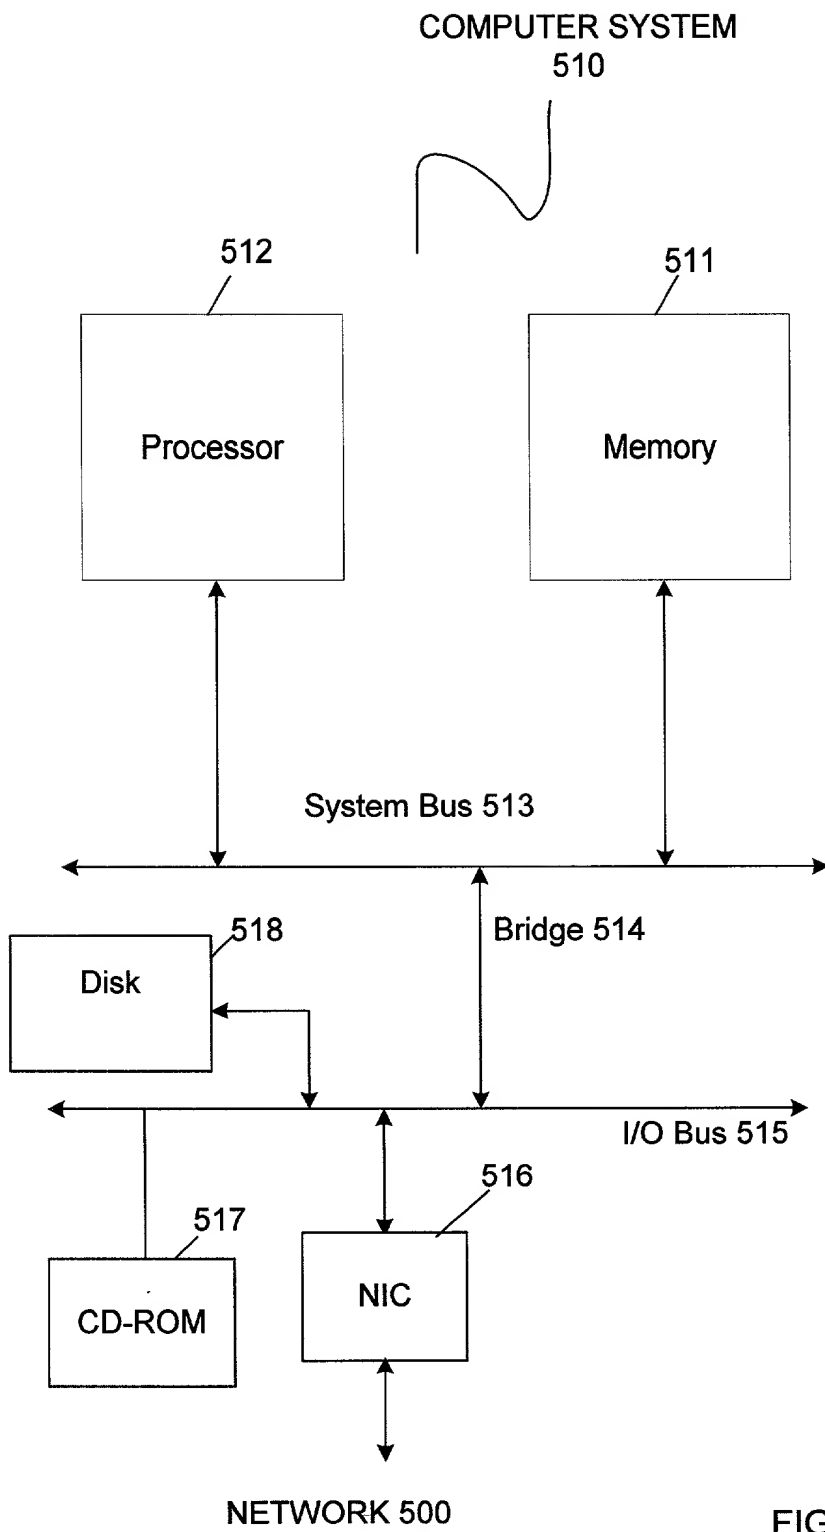 COMPUTER SYSTEM
510
512
511
Processor
Memory
System Bus 513
518
Bridge 514
Disk
I/O Bus 515
516
517
NIC
CD-ROM
NETWORK 500
FIG